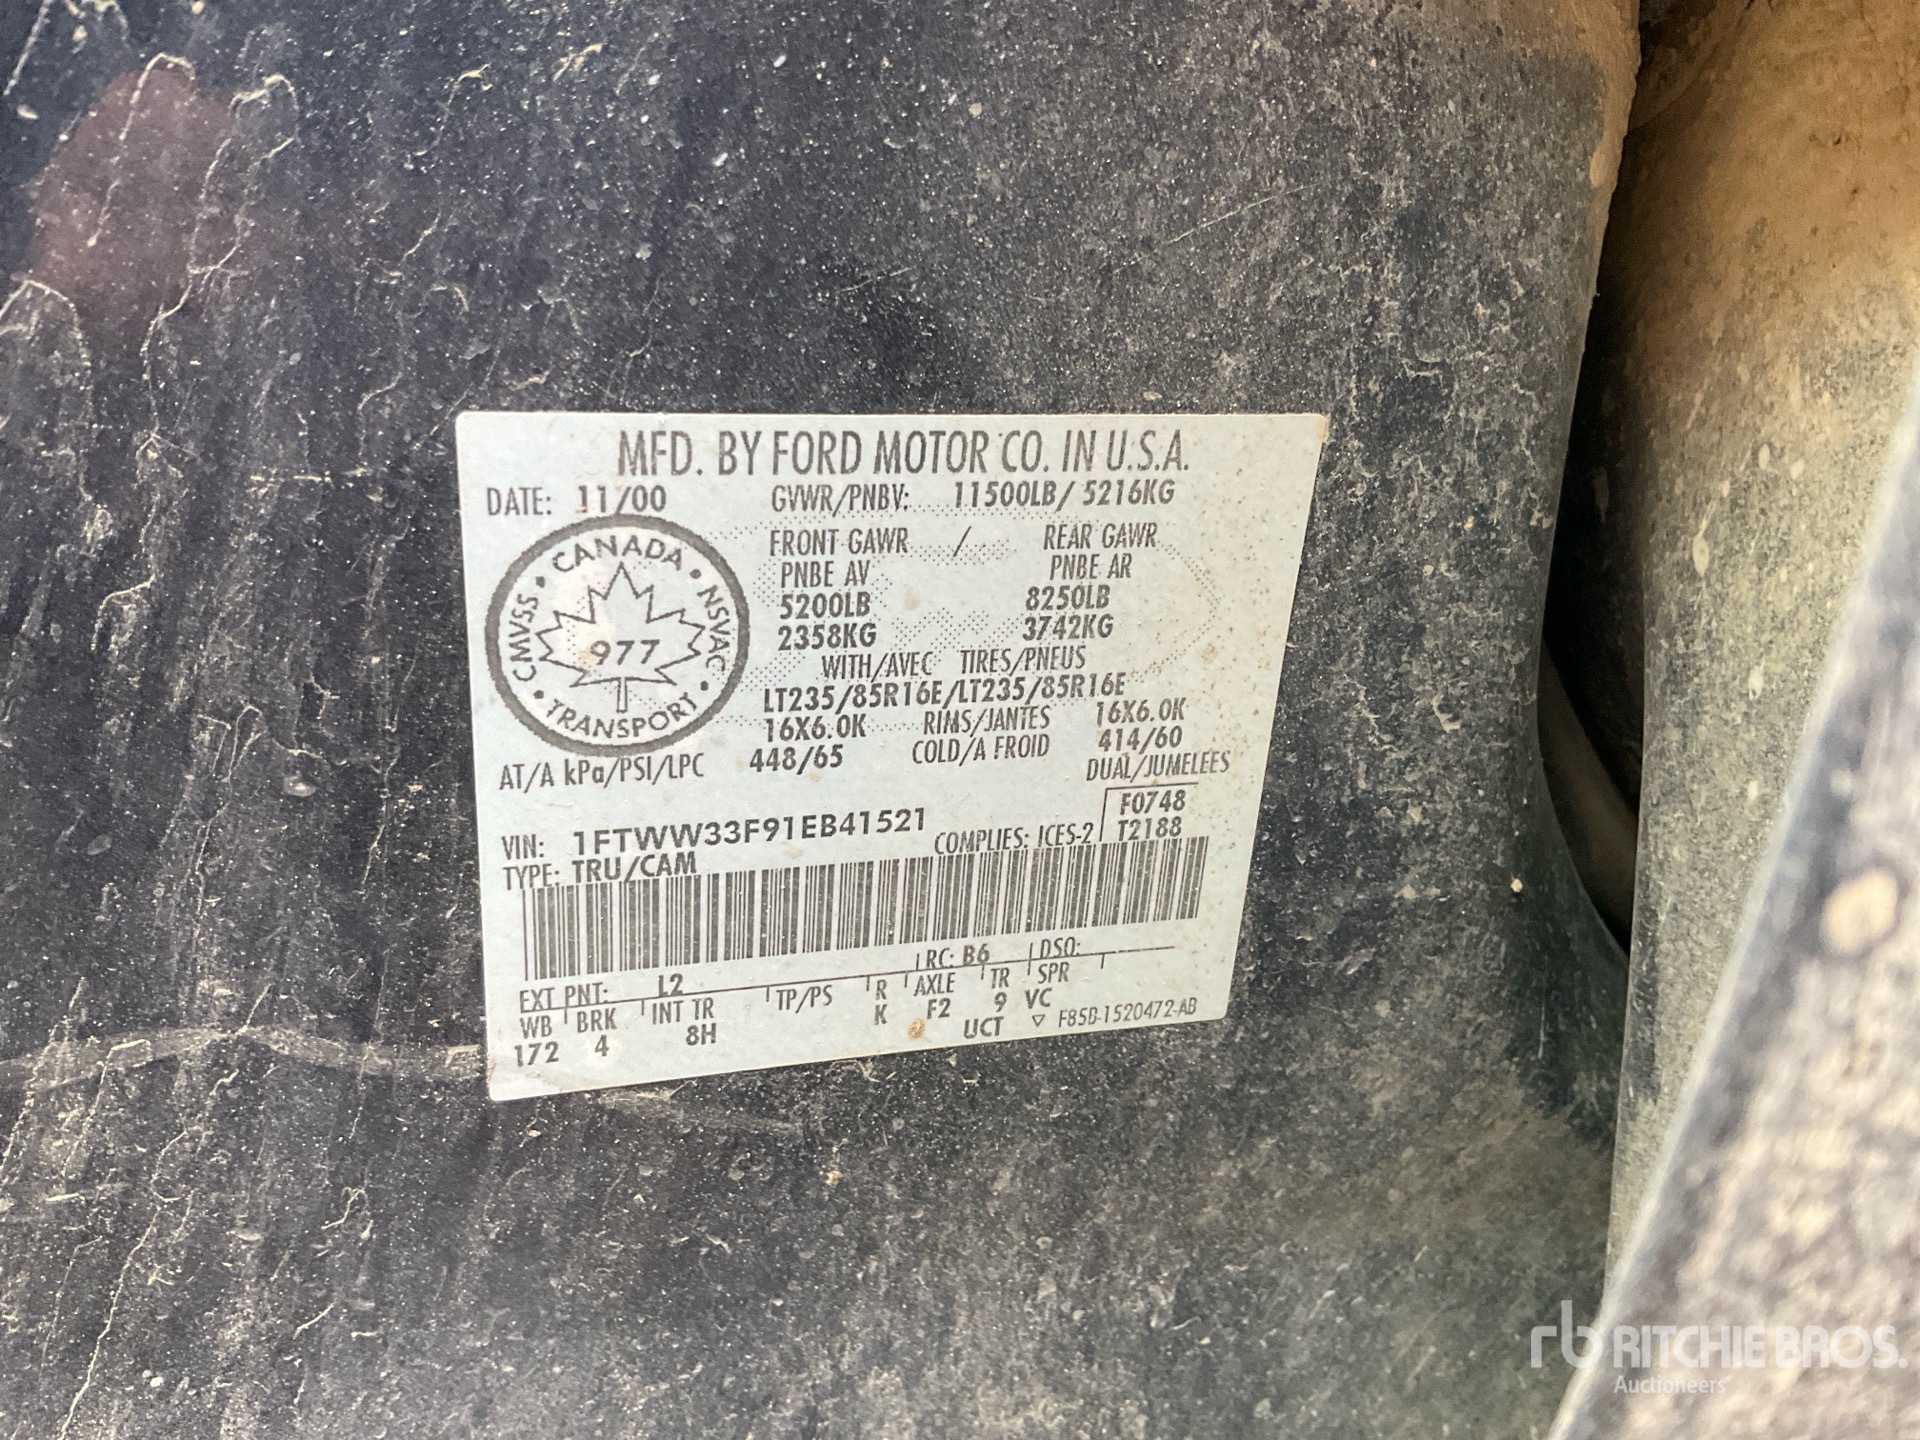 MFD. BY FORD MOTOR CO. IN U.S.A.
DATE: 11/00 GVWR/PNBV: 11500LB/ 5216KG
FRONT GAWR / REAR GAWR
PNBE AV PNBE AR
5200LB 8250LB
2358KG 3742KG
WITH/AVEC TIRES/PNEUS
LT235/85R16E/LT235/85R16E
16X6.0K RIMS/JANTES 16X6.0K
AT/A kPa/PSI/LPC 448/65 COLD/A FROID 414/60
DUAL/JUMELEES
CANADA
CMVSS • NSVAC •
977
• TRANSPORT •
VIN: 1FTWW33F91EB41521
COMPLIES: ICES-2
F0748
T2188
TYPE: TRU/CAM
EXT PNT: L2 RC: B6 DSO:
WB BRK INT TR TP/PS R AXLE TR SPR
172 4 8H K F2 9 VC
UCT ▽ F85B-1520472-AB
rb RITCHIE BROS.
Auctioneers